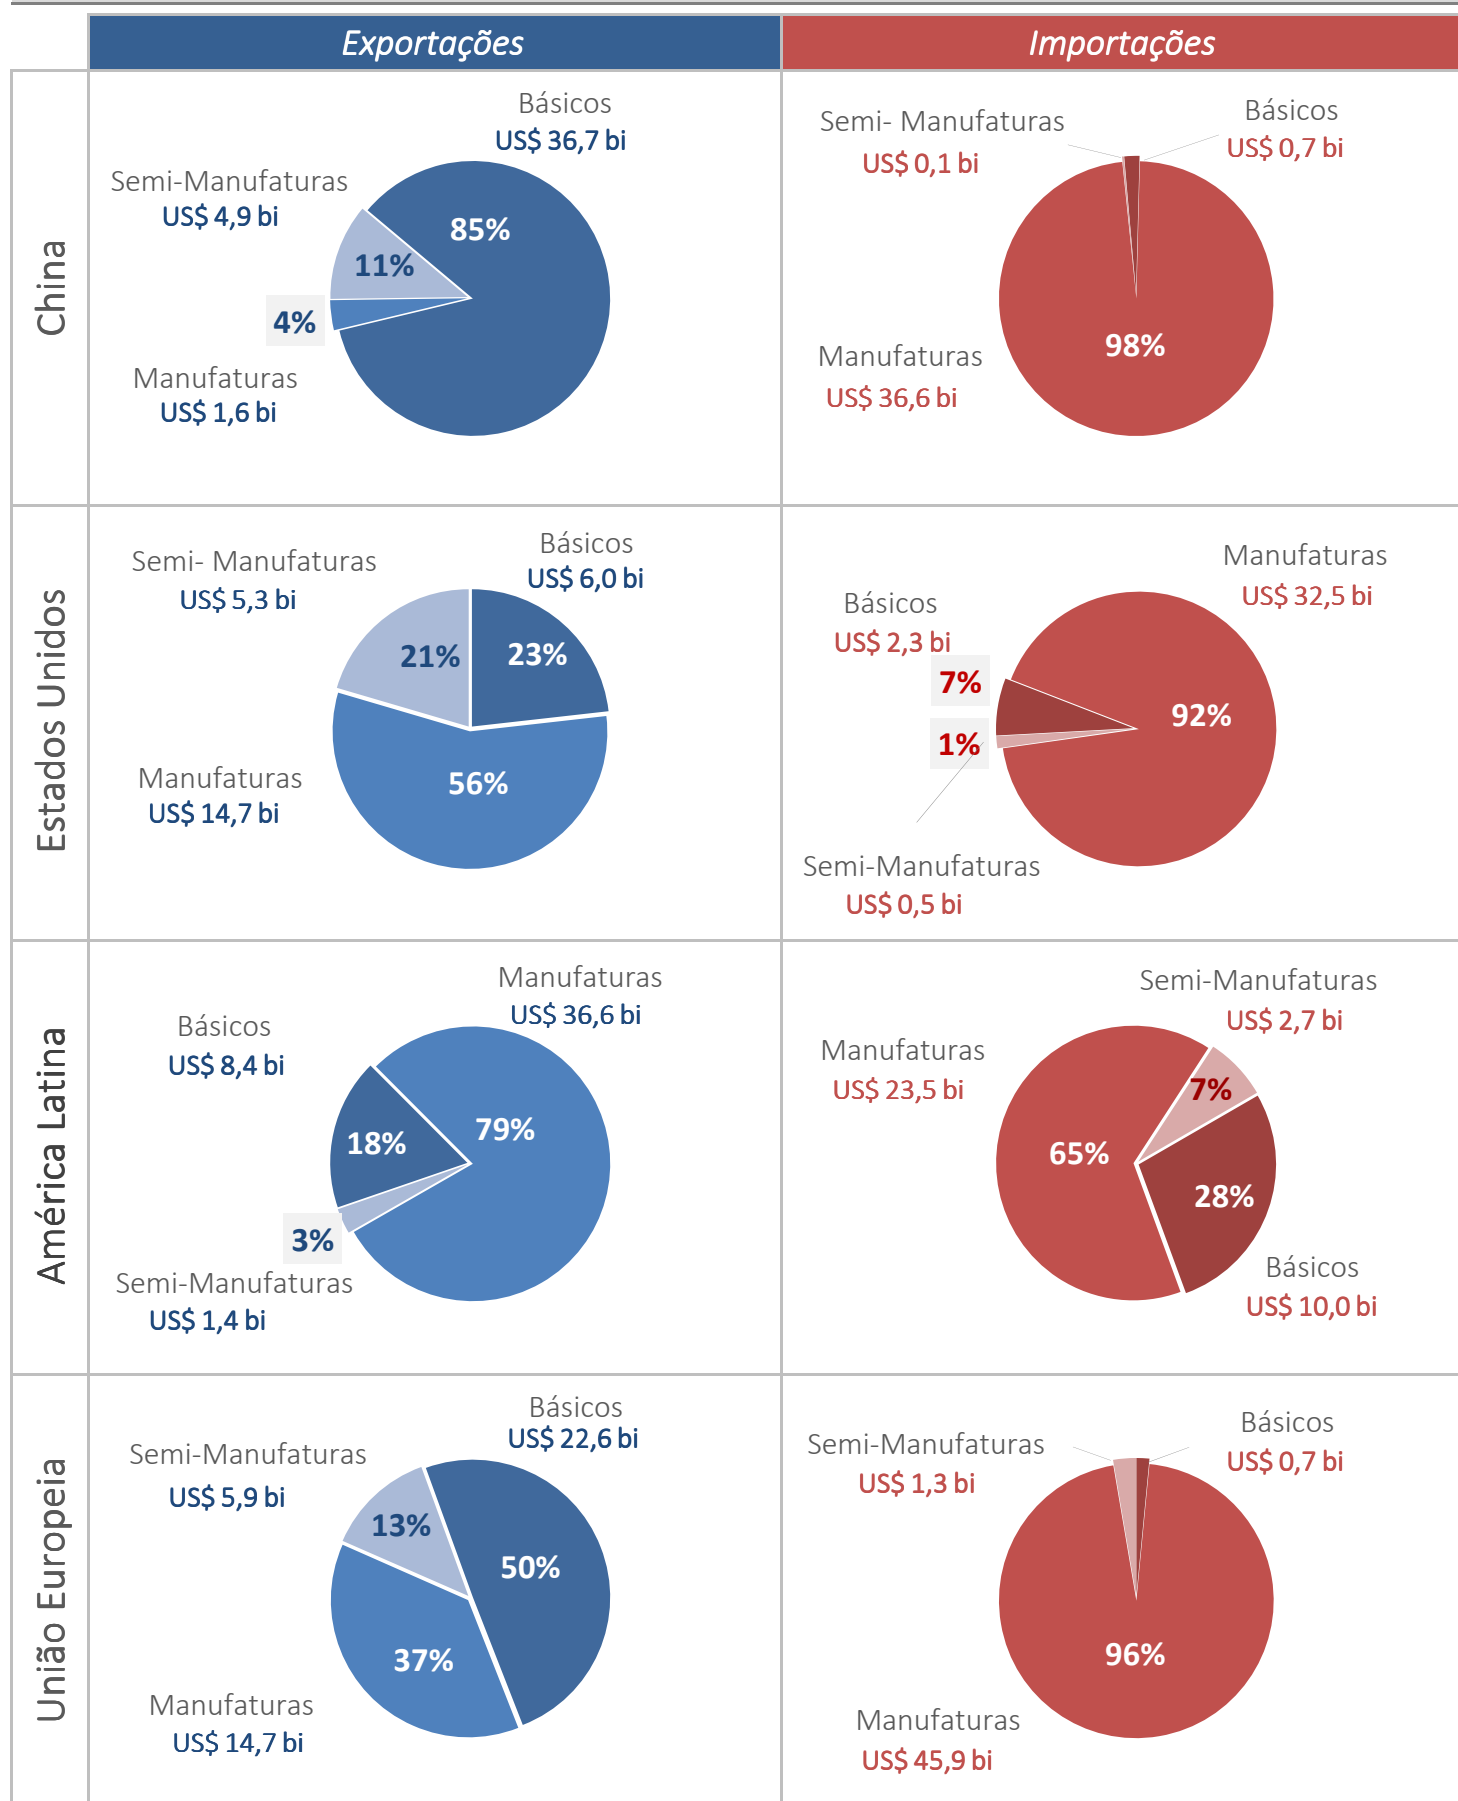 Exportações
Importações
China
Básicos
US$ 36,7 bi
Semi-Manufaturas
US$ 4,9 bi
85%
11%
4%
Manufaturas
US$ 1,6 bi
Semi- Manufaturas
US$ 0,1 bi
Básicos
US$ 0,7 bi
Manufaturas
US$ 36,6 bi
98%
Estados Unidos
Semi- Manufaturas
US$ 5,3 bi
Básicos
US$ 6,0 bi
21%
23%
Manufaturas
US$ 14,7 bi
56%
Manufaturas
US$ 32,5 bi
Básicos
US$ 2,3 bi
7%
92%
1%
Semi-Manufaturas
US$ 0,5 bi
América Latina
Manufaturas
US$ 36,6 bi
Básicos
US$ 8,4 bi
79%
18%
3%
Semi-Manufaturas
US$ 1,4 bi
Semi-Manufaturas
US$ 2,7 bi
Manufaturas
US$ 23,5 bi
7%
65%
28%
Básicos
US$ 10,0 bi
União Europeia
Básicos
US$ 22,6 bi
Semi-Manufaturas
US$ 5,9 bi
13%
50%
37%
Manufaturas
US$ 14,7 bi
Semi-Manufaturas
US$ 1,3 bi
Básicos
US$ 0,7 bi
96%
Manufaturas
US$ 45,9 bi